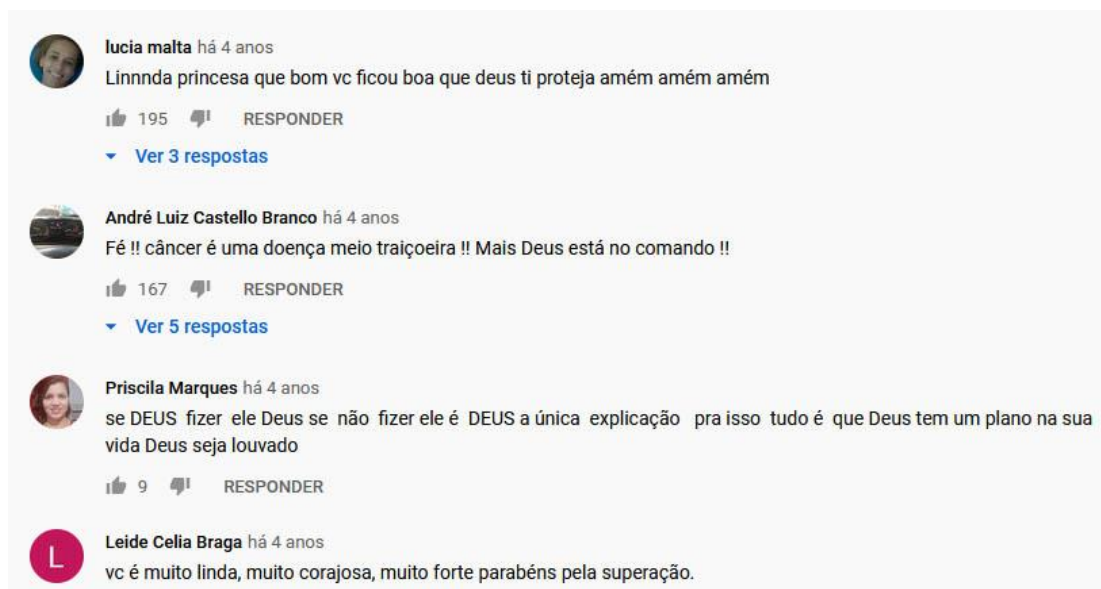 lucia malta há 4 anos
Linnnda princesa que bom vc ficou boa que deus ti proteja amém amém amém
195 RESPONDER
Ver 3 respostas
André Luiz Castello Branco há 4 anos
Fé !! câncer é uma doença meio traiçoeira !! Mais Deus está no comando !!
167 RESPONDER
Ver 5 respostas
Priscila Marques há 4 anos
se DEUS fizer ele Deus se não fizer ele é DEUS a única explicação pra isso tudo é que Deus tem um plano na sua
vida Deus seja louvado
9 RESPONDER
L
Leide Celia Braga há 4 anos
vc é muito linda, muito corajosa, muito forte parabéns pela superação.